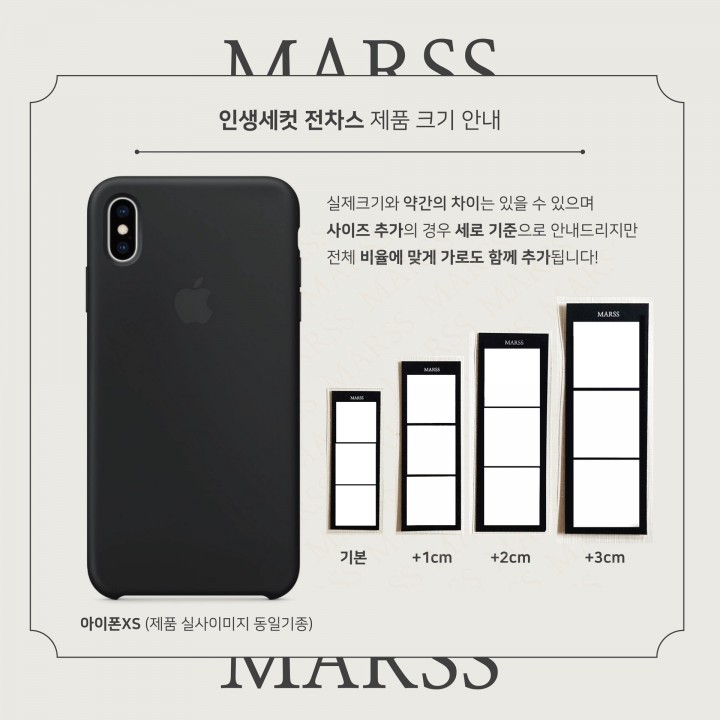 MARSS
인생세컷 전차스 제품 크기 안내
실제크기와 약간의 차이는 있을 수 있으며
사이즈 추가의 경우 세로 기준으로 안내드리지만
전체 비율에 맞게 가로도 함께 추가됩니다!
MARSS
MARSS
MARSS
MARSS
기본
+1cm
+2cm
+3cm
아이폰XS (제품 실사이미지 동일기종)
MARSS